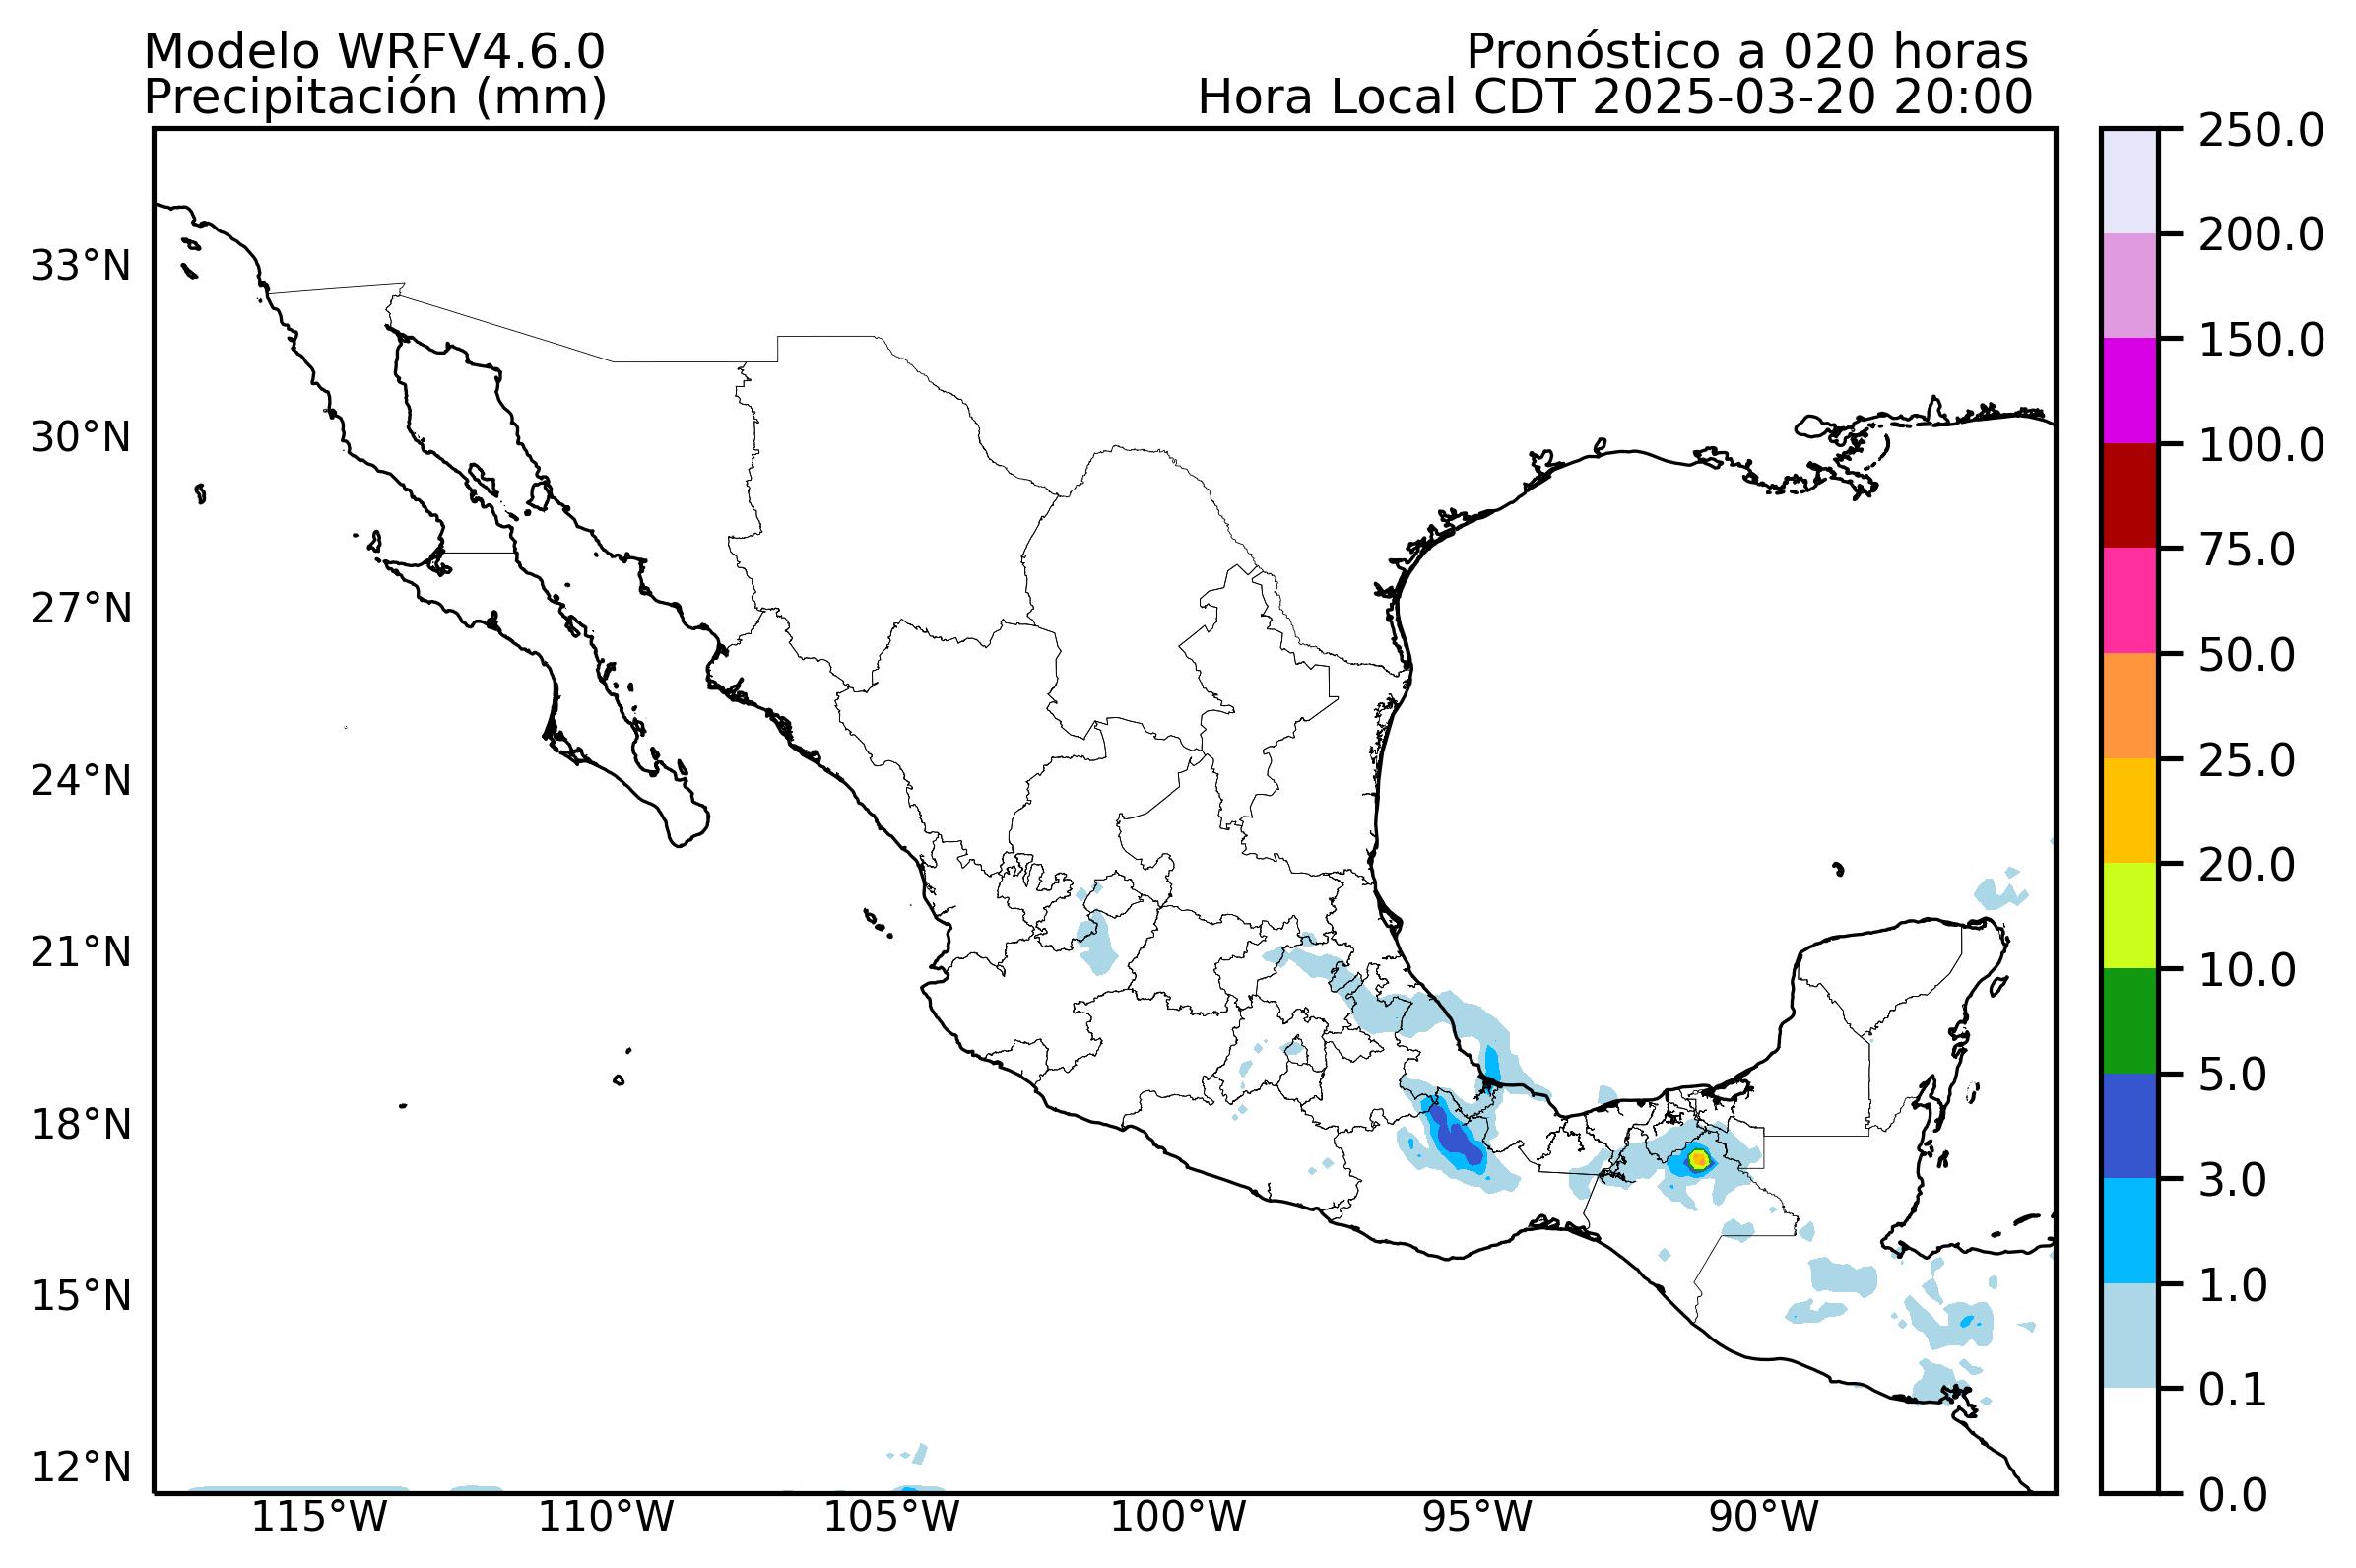 Modelo WRFV4.6.0
Precipitación (mm)
Pronóstico a 020 horas
Hora Local CDT 2025-03-20 20:00
33°N
30°N
27°N
24°N
21°N
18°N
15°N
12°N
115°W
110°W
105°W
100°W
95°W
90°W
250.0
200.0
150.0
100.0
75.0
50.0
25.0
20.0
10.0
5.0
3.0
1.0
0.1
0.0